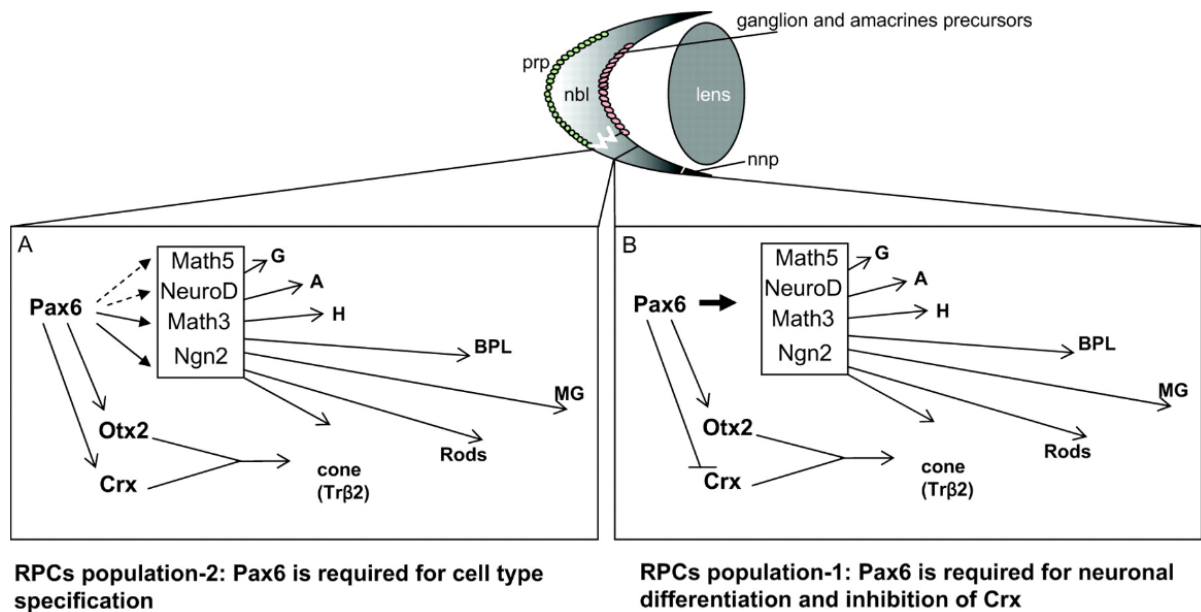 ganglion and amacrines precursors
prp
nbl
lens
nnp
A
Math5
NeuroD
Math3
Ngn2
Pax6
G
A
H
BPL
MG
Otx2
Rods
Crx
cone
(Trβ2)
B
Math5
NeuroD
Math3
Ngn2
Pax6
G
A
H
BPL
MG
Otx2
Rods
Crx
cone
(Trβ2)
RPCs population-2: Pax6 is required for cell type
specification
RPCs population-1: Pax6 is required for neuronal
differentiation and inhibition of Crx